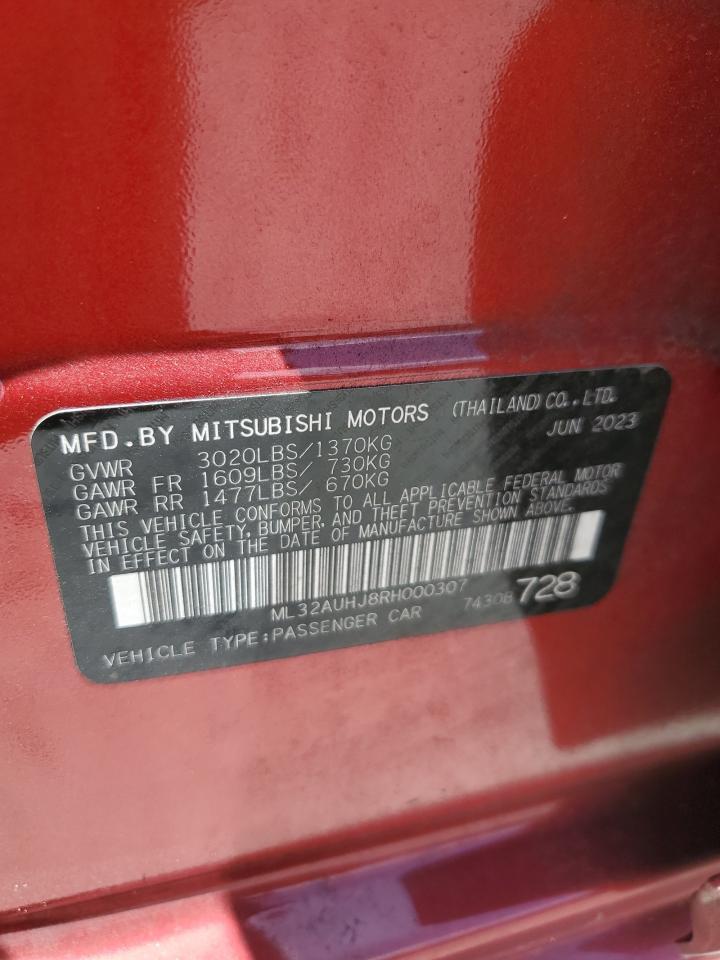 MFD.BY MITSUBISHI MOTORS (THAILAND) CO.,LTD.
JUN 2023
GVWR 3020LBS/1370KG
GAWR FR 1609LBS/ 730KG
GAWR RR 1477LBS/ 670KG
THIS VEHICLE CONFORMS TO ALL APPLICABLE FEDERAL MOTOR
VEHICLE SAFETY, BUMPER, AND THEFT PREVENTION STANDARDS
IN EFFECT ON THE DATE OF MANUFACTURE SHOWN ABOVE.
ML32AUHJ8RH000307 7430B 728
VEHICLE TYPE:PASSENGER CAR